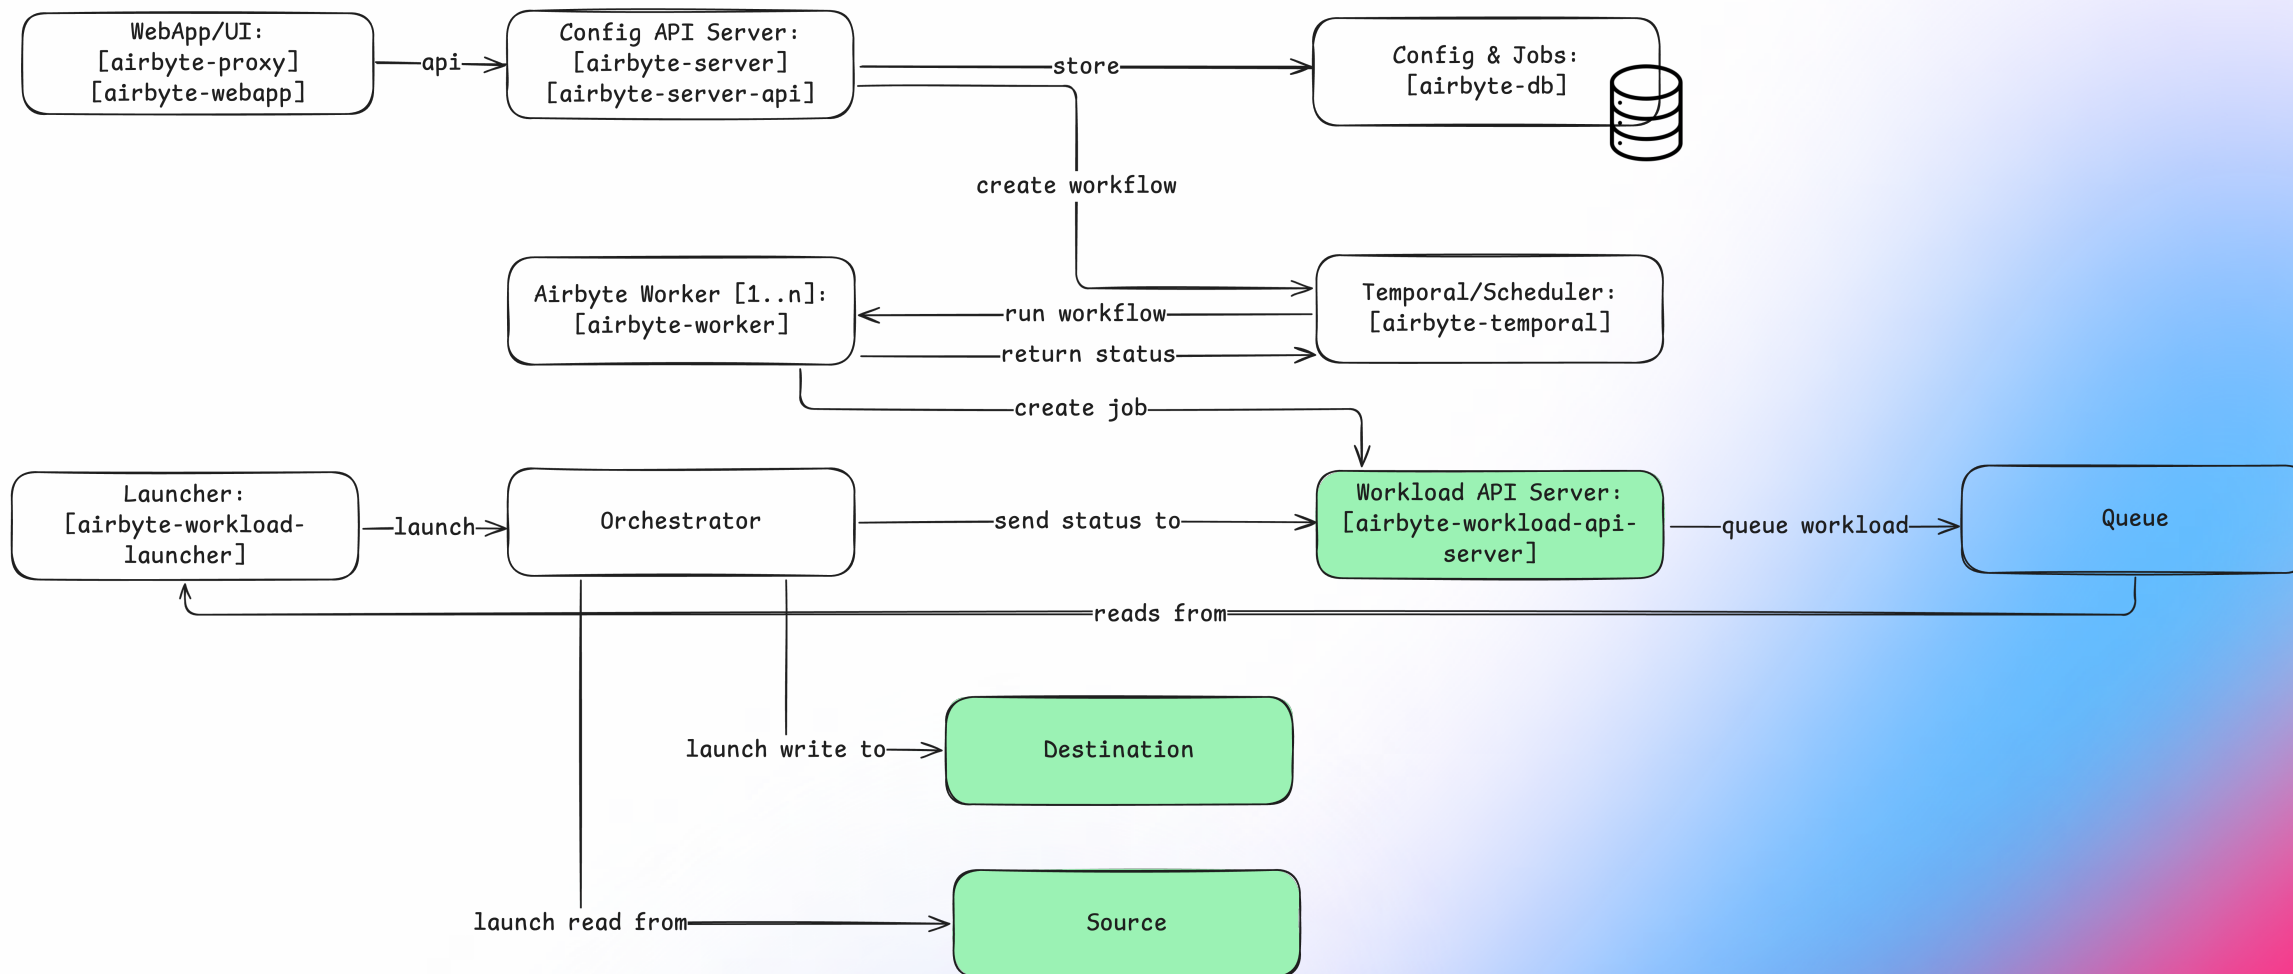 WebApp/UI:
[airbyte-proxy]
[airbyte-webapp]
api
Config API Server:
[airbyte-server]
[airbyte-server-api]
store
Config & Jobs:
[airbyte-db]
create workflow
Airbyte Worker [1..n]:
[airbyte-worker]
run workflow
return status
Temporal/Scheduler:
[airbyte-temporal]
create job
Launcher:
[airbyte-workload-
launcher]
launch
Orchestrator
send status to
Workload API Server:
[airbyte-workload-api-
server]
queue workload
Queue
reads from
launch write to
Destination
launch read from
Source